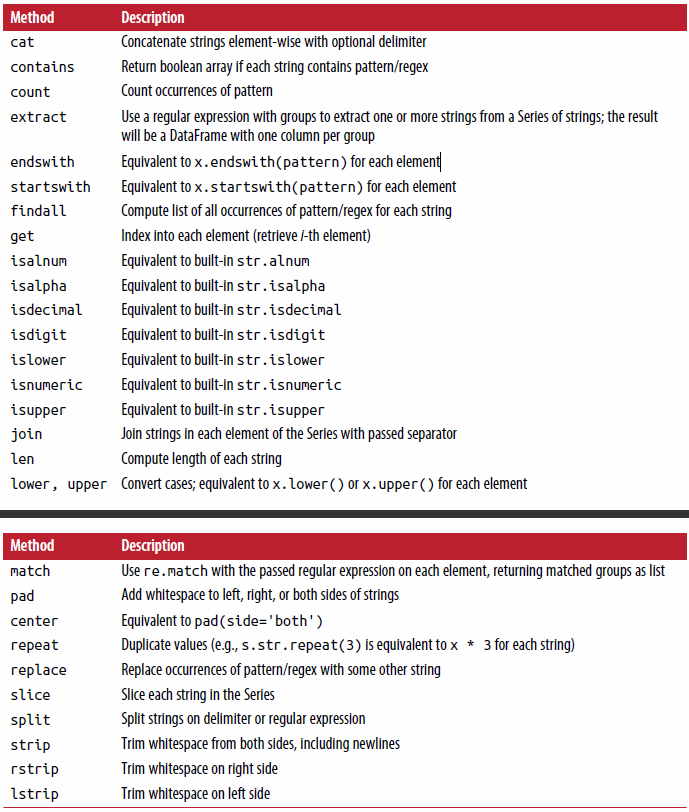 Method Description
cat Concatenate strings element-wise with optional delimiter
contains Return boolean array if each string contains pattern/regex
count Count occurrences of pattern
extract Use a regular expression with groups to extract one or more strings from a Series of strings; the result
will be a DataFrame with one column per group
endswith Equivalent to x.endswith(pattern) for each element
startswith Equivalent to x.startswith(pattern) for each element
findall Compute list of all occurrences of pattern/regex for each string
get Index into each element (retrieve i-th element)
isalnum Equivalent to built-in str.alnum
isalpha Equivalent to built-in str.isalpha
isdecimal Equivalent to built-in str.isdecimal
isdigit Equivalent to built-in str.isdigit
islower Equivalent to built-in str.islower
isnumeric Equivalent to built-in str.isnumeric
isupper Equivalent to built-in str.isupper
join Join strings in each element of the Series with passed separator
len Compute length of each string
lower, upper Convert cases; equivalent to x.lower() or x.upper() for each element
Method Description
match Use re.match with the passed regular expression on each element, returning matched groups as list
pad Add whitespace to left, right, or both sides of strings
center Equivalent to pad(side='both')
repeat Duplicate values (e.g., s.str.repeat(3) is equivalent to x * 3 for each string)
replace Replace occurrences of pattern/regex with some other string
slice Slice each string in the Series
split Split strings on delimiter or regular expression
strip Trim whitespace from both sides, including newlines
rstrip Trim whitespace on right side
lstrip Trim whitespace on left side